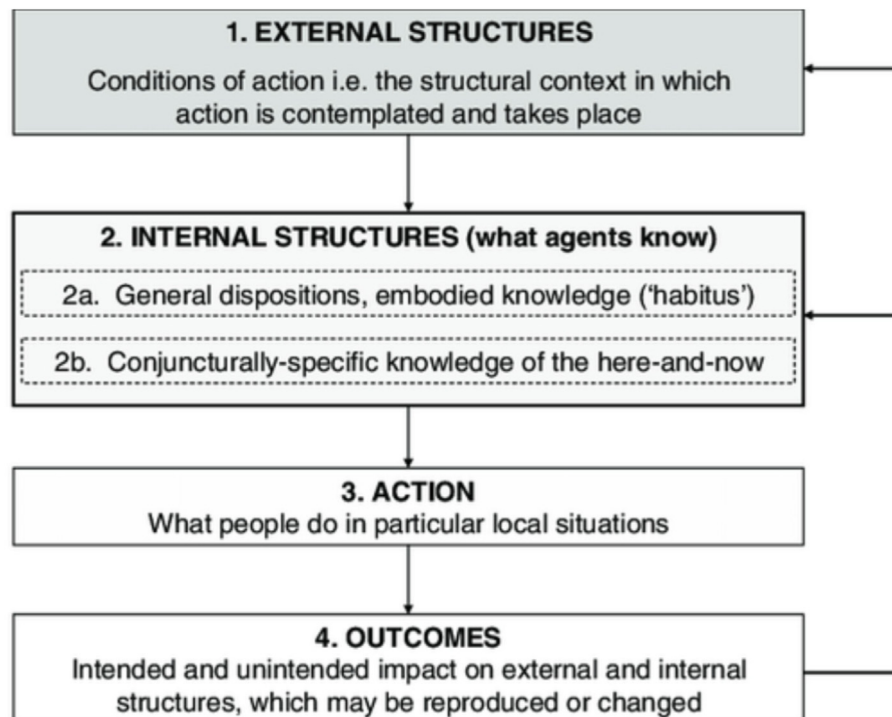 1. EXTERNAL STRUCTURES
Conditions of action i.e. the structural context in which
action is contemplated and takes place
2. INTERNAL STRUCTURES (what agents know)
2a. General dispositions, embodied knowledge (‘habitus’)
2b. Conjuncturally-specific knowledge of the here-and-now
3. ACTION
What people do in particular local situations
4. OUTCOMES
Intended and unintended impact on external and internal
structures, which may be reproduced or changed